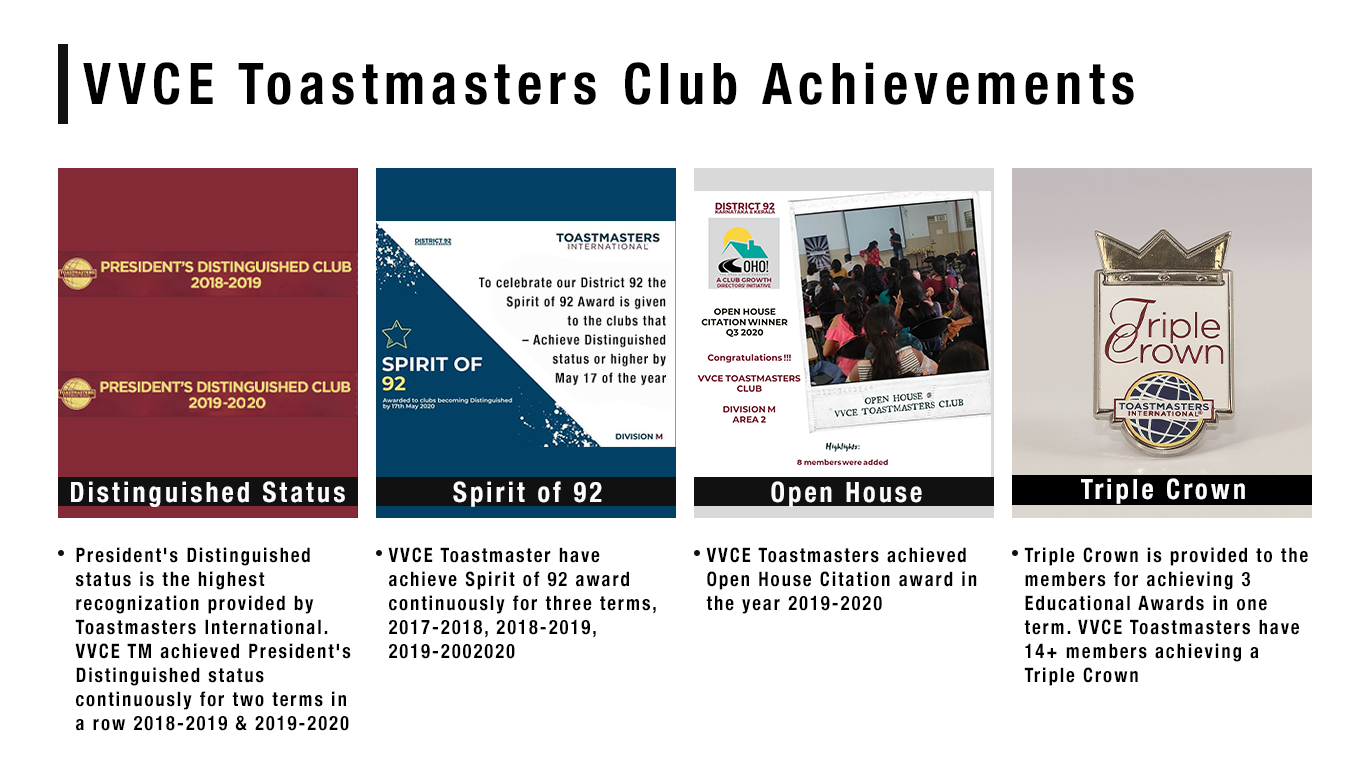 VVCE Toastmasters Club Achievements
TOASTMASTERS
PRESIDENT'S DISTINGUISHED CLUB
2018-2019
TOASTMASTERS
PRESIDENT'S DISTINGUISHED CLUB
2019-2020
Distinguished Status
• President's Distinguished
status is the highest
recognization provided by
Toastmasters International.
VVCE TM achieved President's
Distinguished status
continuously for two terms in
a row 2018-2019 & 2019-2020
DISTRICT 92
TOASTMASTERS
INTERNATIONAL
To celebrate our District 92 the
Spirit of 92 Award is given
to the clubs that
– Achieve Distinguished
status or higher by
May 17 of the year
SPIRIT OF
92
Awarded to clubs becoming Distinguished
by 17th May 2020
DIVISION M
Spirit of 92
• VVCE Toastmaster have
achieve Spirit of 92 award
continuously for three terms,
2017-2018, 2018-2019,
2019-2002020
DISTRICT 92
KARNATAKA & KERALA
OHO!
A CLUB GROWTH
DIRECTORS' INITIATIVE
OPEN HOUSE
CITATION WINNER
Q3 2020
Congratulations !!!
VVCE TOASTMASTERS
CLUB
DIVISION M
AREA 2
OPEN HOUSE @
VVCE TOASTMASTERS CLUB
Highlights:
8 members were added
Open House
• VVCE Toastmasters achieved
Open House Citation award in
the year 2019-2020
Triple
Crown
TOASTMASTERS
INTERNATIONAL®
Triple Crown
• Triple Crown is provided to the
members for achieving 3
Educational Awards in one
term. VVCE Toastmasters have
14+ members achieving a
Triple Crown